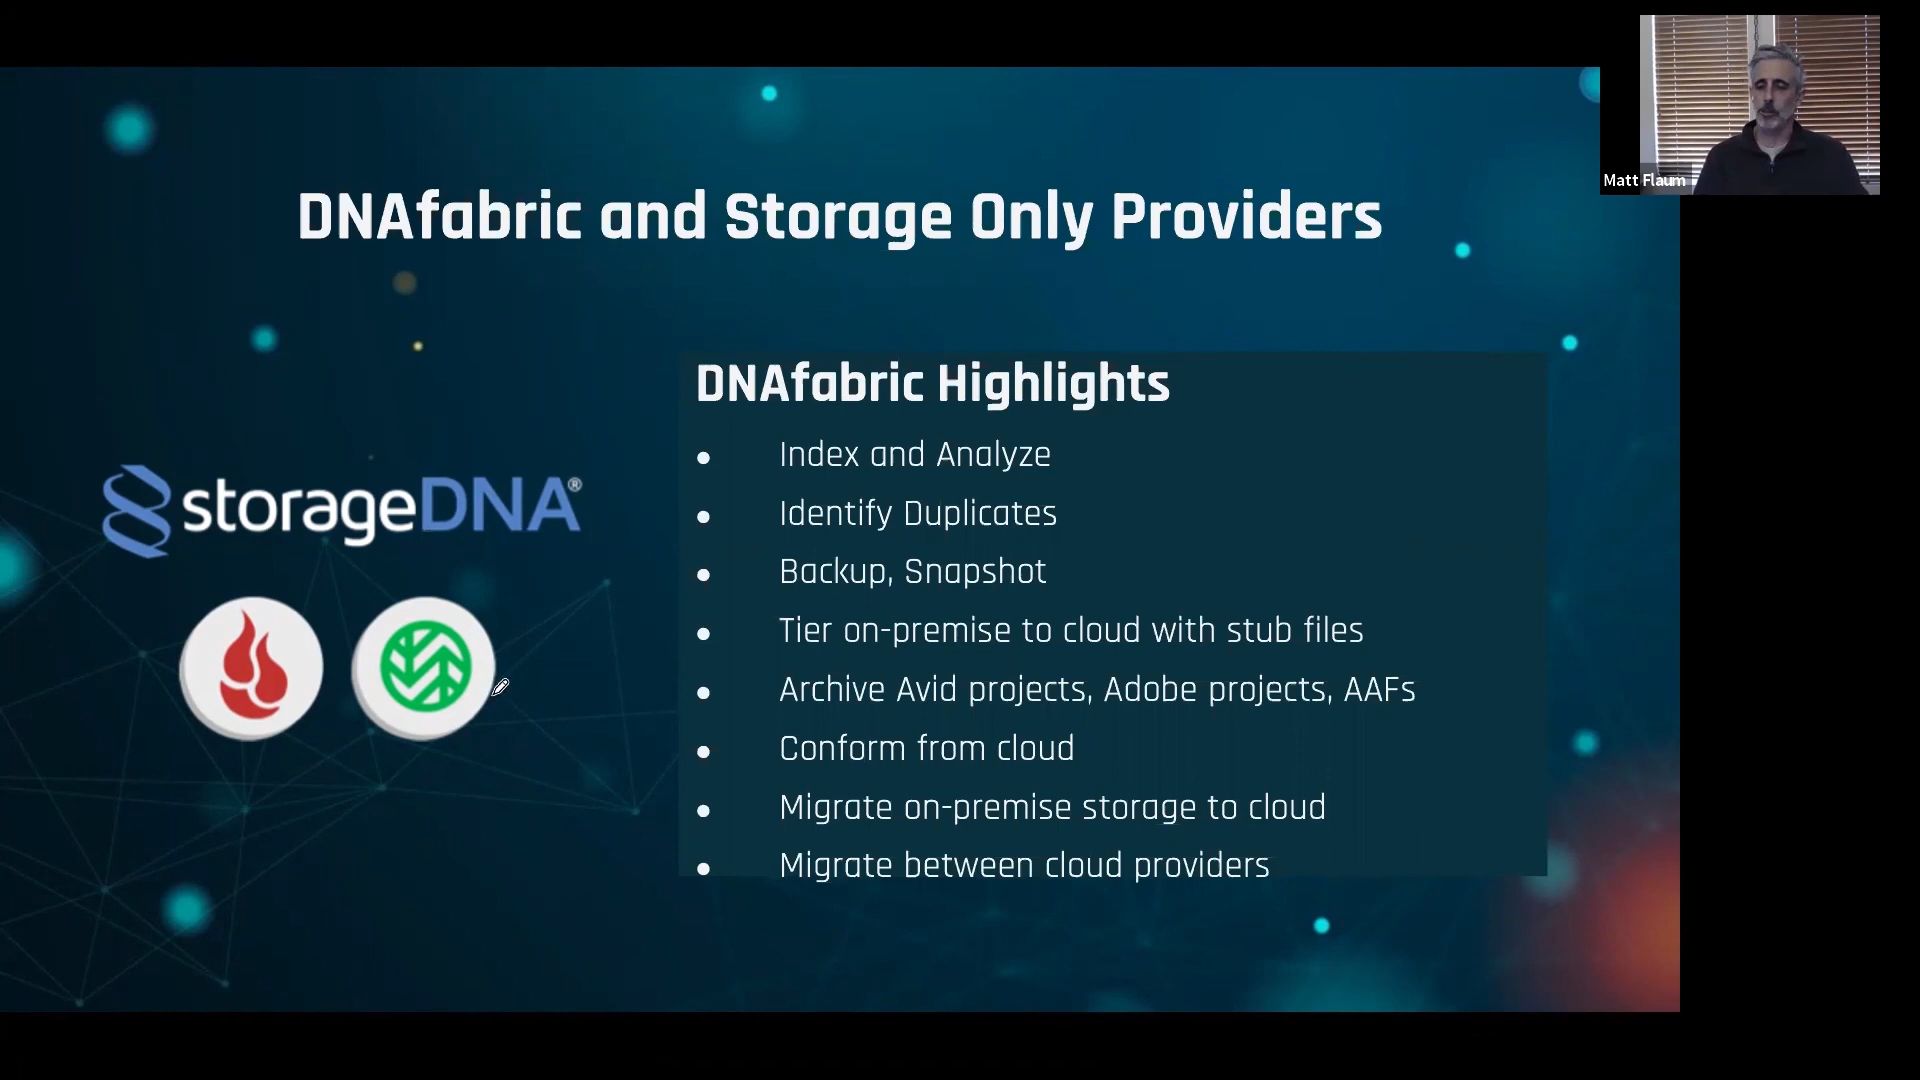 Matt Flaum
DNAfabric and Storage Only Providers
storageDNA®
DNAfabric Highlights
● Index and Analyze
● Identify Duplicates
● Backup, Snapshot
● Tier on-premise to cloud with stub files
● Archive Avid projects, Adobe projects, AAFs
● Conform from cloud
● Migrate on-premise storage to cloud
● Migrate between cloud providers